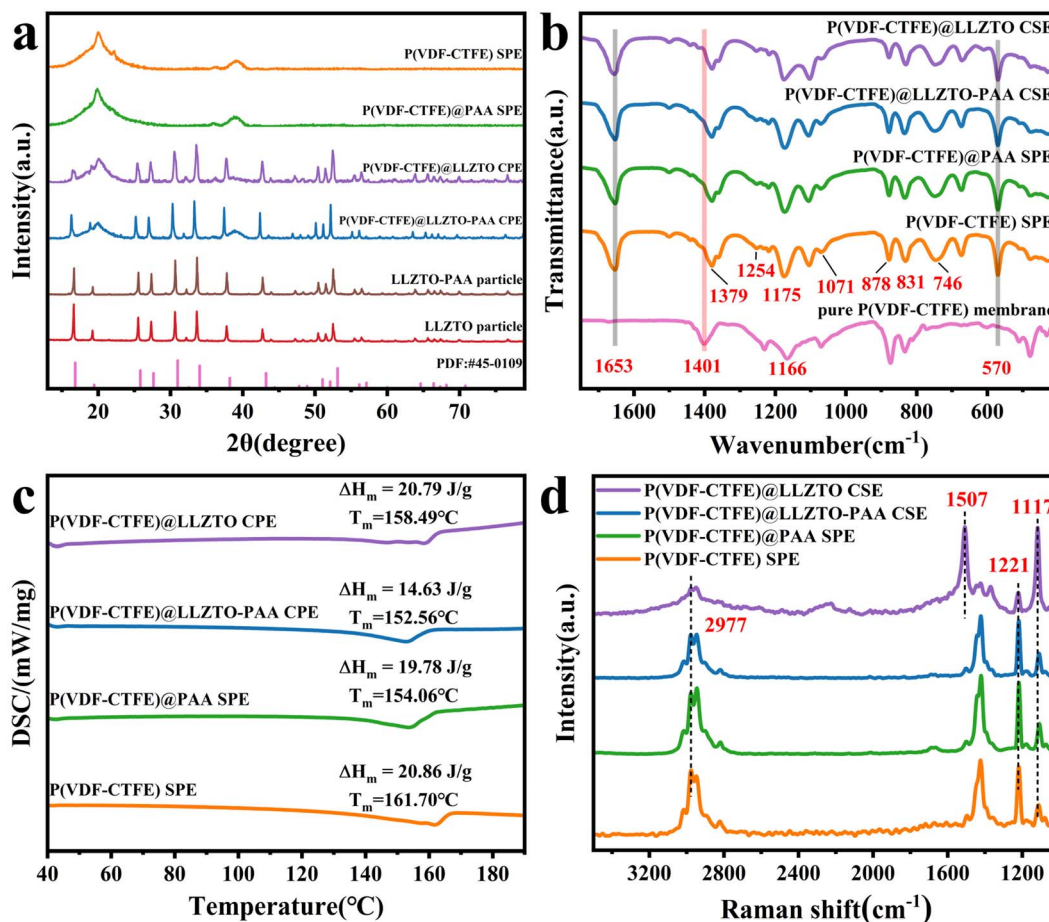 a
P(VDF-CTFE) SPE
P(VDF-CTFE)@PAA SPE
P(VDF-CTFE)@LLZTO CPE
P(VDF-CTFE)@LLZTO-PAA CPE
LLZTO-PAA particle
LLZTO particle
PDF:#45-0109
Intensity(a.u.)
20 30 40 50 60 70
2θ(degree)
b
P(VDF-CTFE)@LLZTO CSE
P(VDF-CTFE)@LLZTO-PAA CSE
P(VDF-CTFE)@PAA SPE
P(VDF-CTFE) SPE
1254
1379 1175 1071 878 831 746
pure P(VDF-CTFE) membrane
1653 1401 1166 570
Transmittance(a.u.)
1600 1400 1200 1000 800 600
Wavenumber(cm⁻¹)
c
ΔHₘ = 20.79 J/g
P(VDF-CTFE)@LLZTO CPE
Tₘ=158.49℃
ΔHₘ = 14.63 J/g
P(VDF-CTFE)@LLZTO-PAA CPE
Tₘ=152.56℃
ΔHₘ = 19.78 J/g
P(VDF-CTFE)@PAA SPE
Tₘ=154.06℃
ΔHₘ = 20.86 J/g
P(VDF-CTFE) SPE
Tₘ=161.70℃
DSC/(mW/mg)
40 60 80 100 120 140 160 180
Temperature(℃)
d
P(VDF-CTFE)@LLZTO CSE
P(VDF-CTFE)@LLZTO-PAA CSE
P(VDF-CTFE)@PAA SPE
P(VDF-CTFE) SPE
1507 1117
1221
2977
Intensity(a.u.)
3500 2800 2400 2000 1600 1200
Raman shift(cm⁻¹)